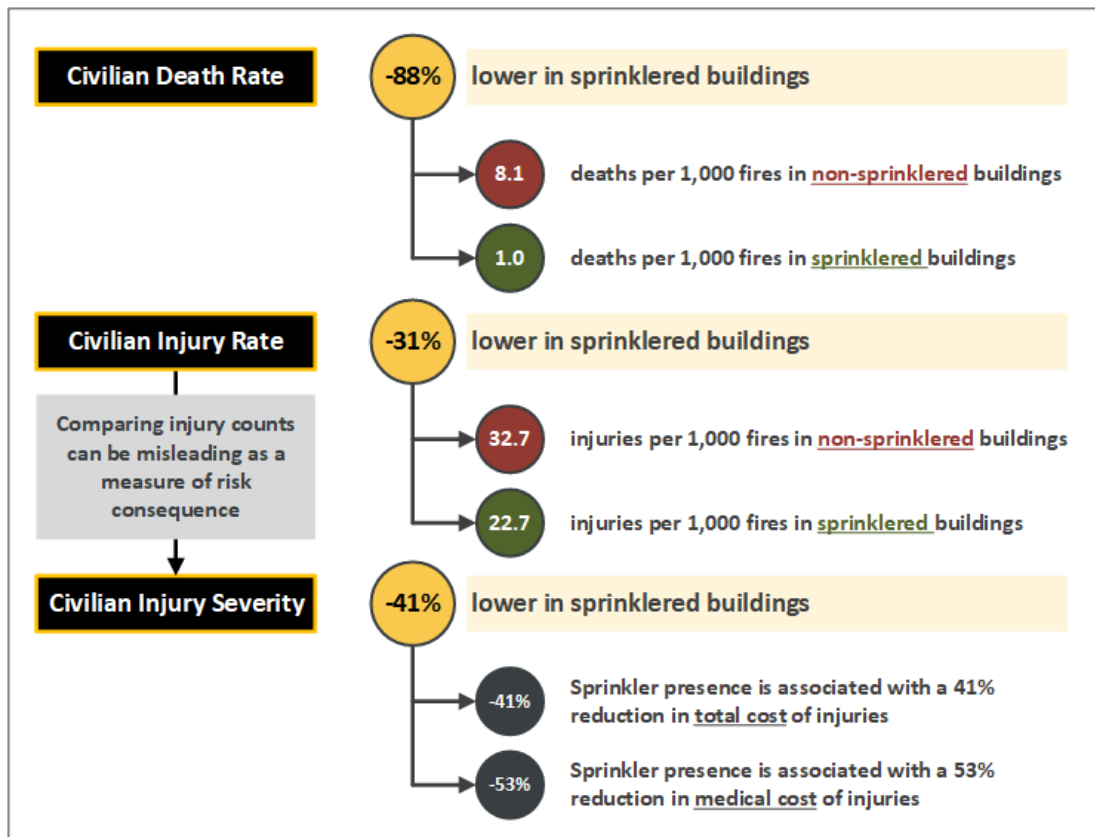 Civilian Death Rate
-88%
lower in sprinklered buildings
8.1
deaths per 1,000 fires in non-sprinklered buildings
1.0
deaths per 1,000 fires in sprinklered buildings
Civilian Injury Rate
-31%
lower in sprinklered buildings
Comparing injury counts
can be misleading as a
measure of risk
consequence
32.7
injuries per 1,000 fires in non-sprinklered buildings
22.7
injuries per 1,000 fires in sprinklered buildings
Civilian Injury Severity
-41%
lower in sprinklered buildings
-41%
Sprinkler presence is associated with a 41%
reduction in total cost of injuries
-53%
Sprinkler presence is associated with a 53%
reduction in medical cost of injuries